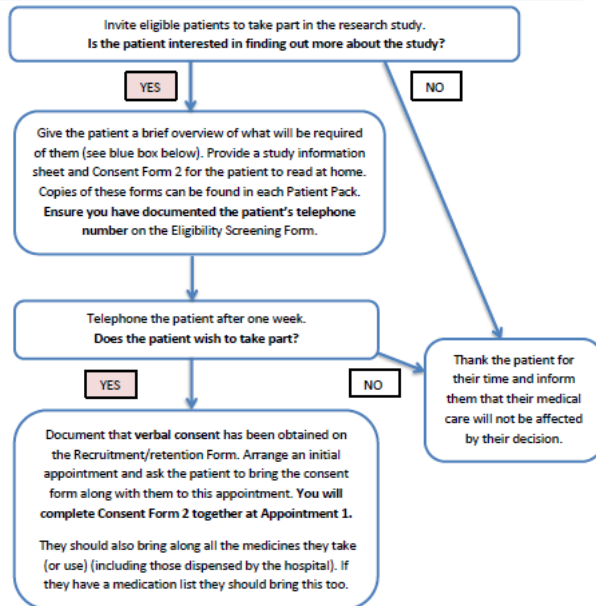 Invite eligible patients to take part in the research study.
Is the patient interested in finding out more about the study?
YES
NO
Give the patient a brief overview of what will be required
of them (see blue box below). Provide a study information
sheet and Consent Form 2 for the patient to read at home.
Copies of these forms can be found in each Patient Pack.
Ensure you have documented the patient's telephone
number on the Eligibility Screening Form.
Telephone the patient after one week.
Does the patient wish to take part?
YES
NO
Thank the patient for
their time and inform
them that their medical
care will not be affected
by their decision.
Document that verbal consent has been obtained on
the Recruitment/retention Form. Arrange an initial
appointment and ask the patient to bring the consent
form along with them to this appointment. You will
complete Consent Form 2 together at Appointment 1.
They should also bring along all the medicines they take
(or use) (including those dispensed by the hospital). If
they have a medication list they should bring this too.